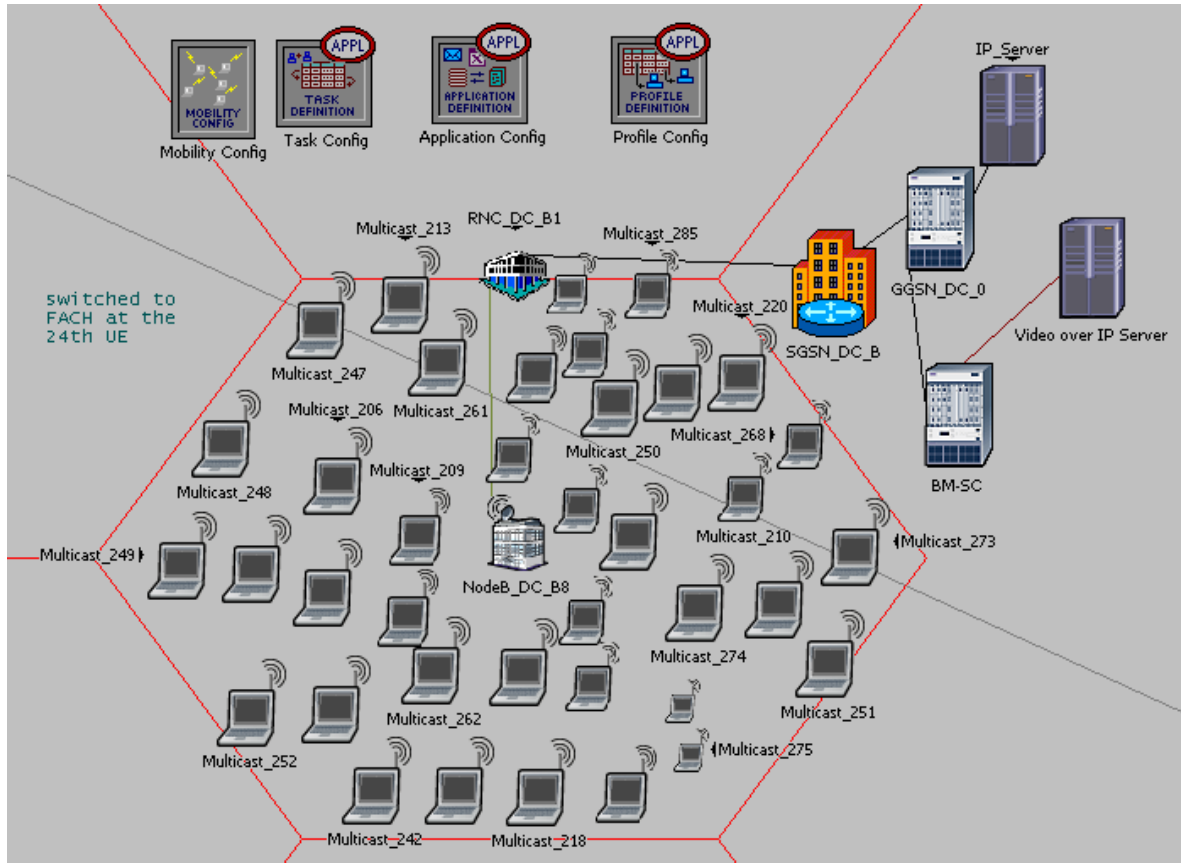 APPL
APPL
APPL
MOBILITY
CONFIG
TASK
DEFINITION
APPLICATION
DEFINITION
PROFILE
DEFINITION
Mobility Config
Task Config
Application Config
Profile Config
IP_Server
Multicast_213
RNC_DC_B1
Multicast_285
GGSN_DC_0
switched to
FACH at the
24th UE
Multicast_220
SGSN_DC_B
Video over IP Server
Multicast_247
Multicast_206
Multicast_261
Multicast_250
Multicast_268
Multicast_209
Multicast_248
BM-SC
Multicast_210
Multicast_249
Multicast_273
NodeB_DC_B8
Multicast_274
Multicast_262
Multicast_251
Multicast_252
Multicast_275
Multicast_242
Multicast_218